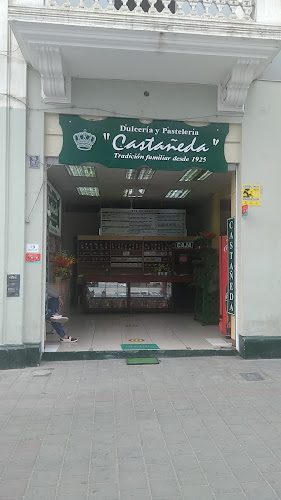 Dulcería y Pastelería
"Castañeda"
Tradición familiar desde 1925
CAJA
CASTAÑEDA